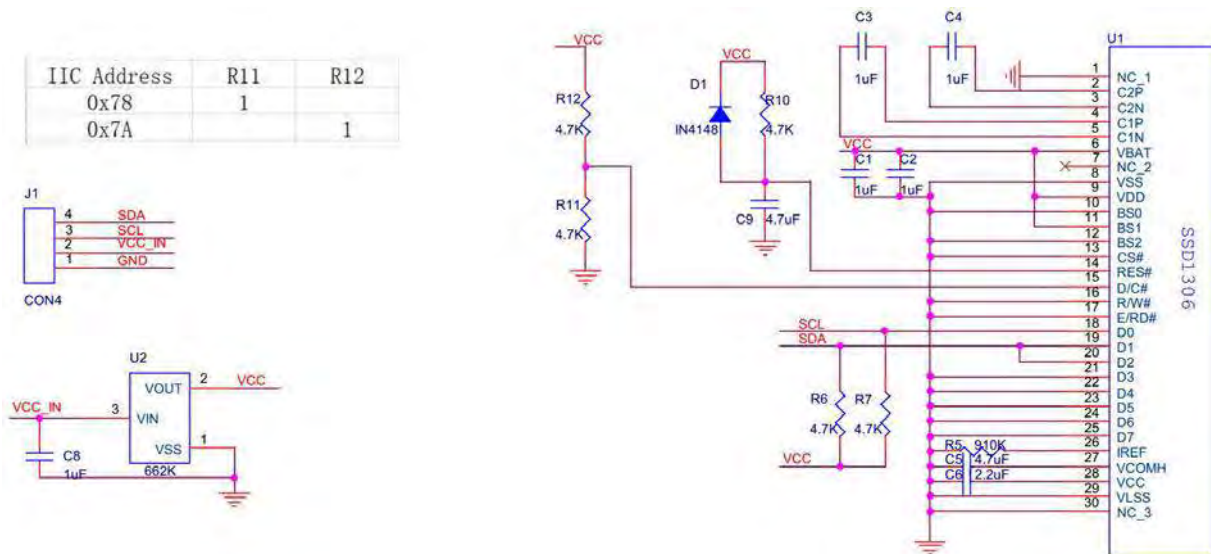 IIC Address R11 R12
0x78 1
0x7A 1
J1
4 SDA
3 SCL
2 VCC_IN
1 GND
CON4
U2
VOUT 2 VCC
VCC_IN 3 VIN
VSS 1
C8
1uF
662K
VCC
R12
4.7K
R11
4.7K
VCC
D1
R10
IN4148
4.7K
C9 4.7uF
C3
1uF
C4
1uF
VCC
C1
1uF
C2
1uF
SCL
SDA
R6
4.7K
R7
4.7K
VCC
R5 910K
C5 4.7uF
C6 2.2uF
U1
SSD1306
1 NC_1
2 C2P
3 C2N
4 C1P
5 C1N
6 VBAT
7 NC_2
8 VSS
9 VDD
10 BS0
11 BS1
12 BS2
13 CS#
14 RES#
15 D/C#
16 R/W#
17 E/RD#
18 D0
19 D1
20 D2
21 D3
22 D4
23 D5
24 D6
25 D7
26 IREF
27 VCOMH
28 VCC
29 VLSS
30 NC_3